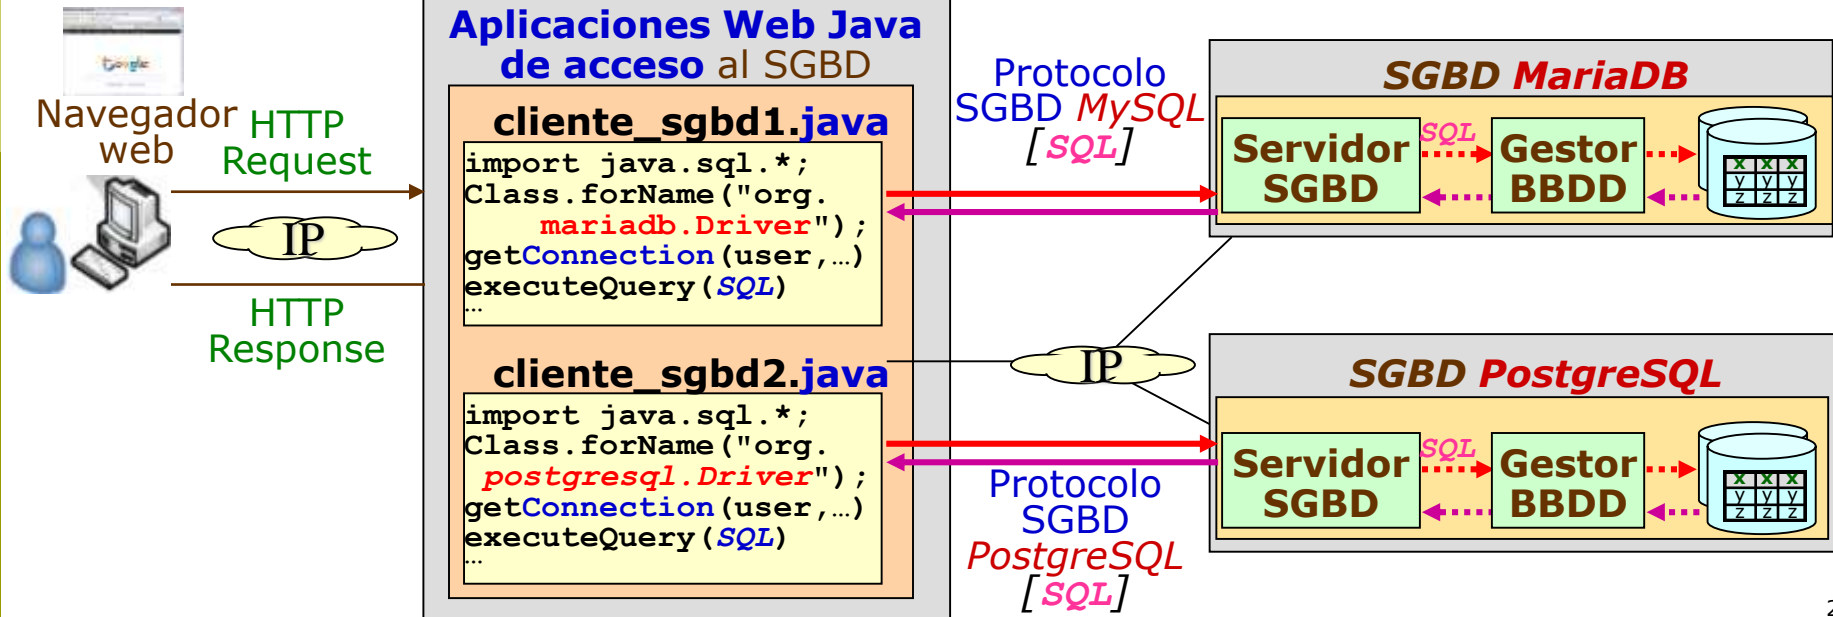 Google
Navegador
web
HTTP
Request
IP
HTTP
Response
Aplicaciones Web Java
de acceso al SGBD
cliente_sgbd1.java
import java.sql.*;
Class.forName("org.
mariadb.Driver");
getConnection(user,…)
executeQuery(SQL)
…
cliente_sgbd2.java
import java.sql.*;
Class.forName("org.
postgresql.Driver");
getConnection(user,…)
executeQuery(SQL)
…
Protocolo
SGBD MySQL
[SQL]
IP
Protocolo
SGBD
PostgreSQL
[SQL]
SGBD MariaDB
Servidor
SGBD
SQL
Gestor
BBDD
x x x
y y y
z z z
SGBD PostgreSQL
Servidor
SGBD
SQL
Gestor
BBDD
x x x
y y y
z z z